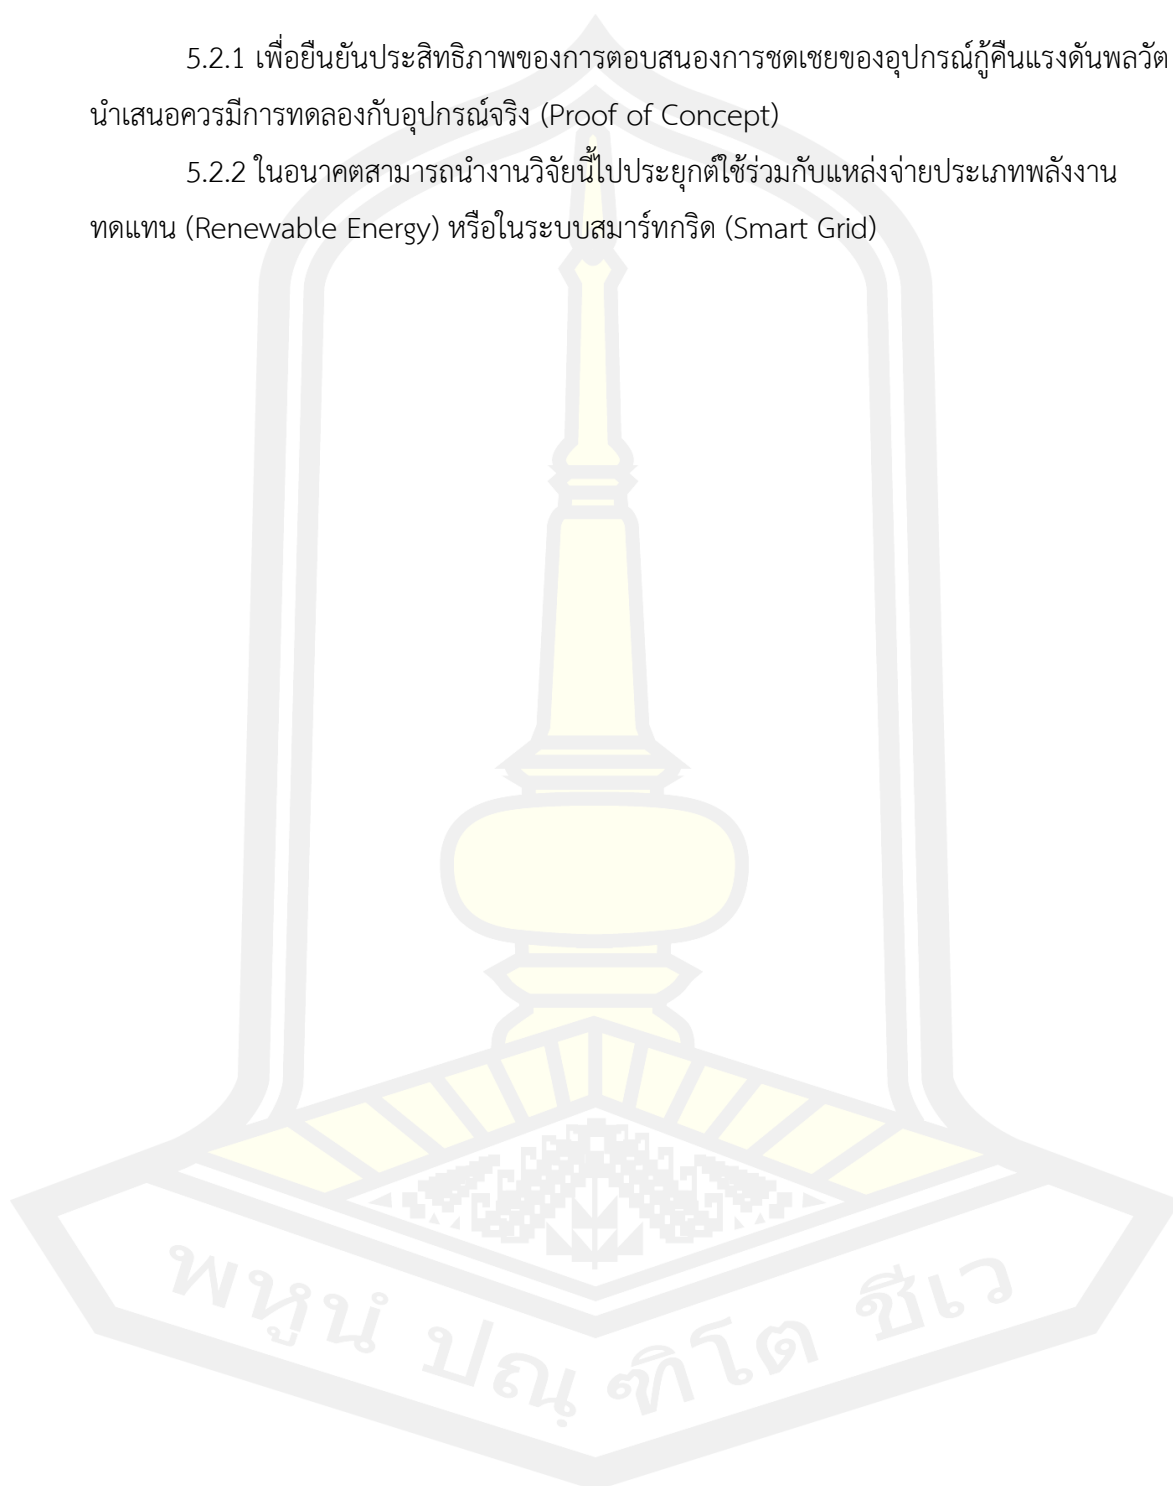 5.2.1 เพื่อยืนยันประสิทธิภาพของการตอบสนองการชดเชยของอุปกรณ์กู้คืนแรงดันพลวัต
นำเสนอควรมีการทดลองกับอุปกรณ์จริง (Proof of Concept)
5.2.2 ในอนาคตสามารถนำงานวิจัยนี้ไปประยุกต์ใช้ร่วมกับแหล่งจ่ายประเภทพลังงาน
ทดแทน (Renewable Energy) หรือในระบบสมาร์ทกริด (Smart Grid)
พหูนํ ปณฺฑิโต ชีเว